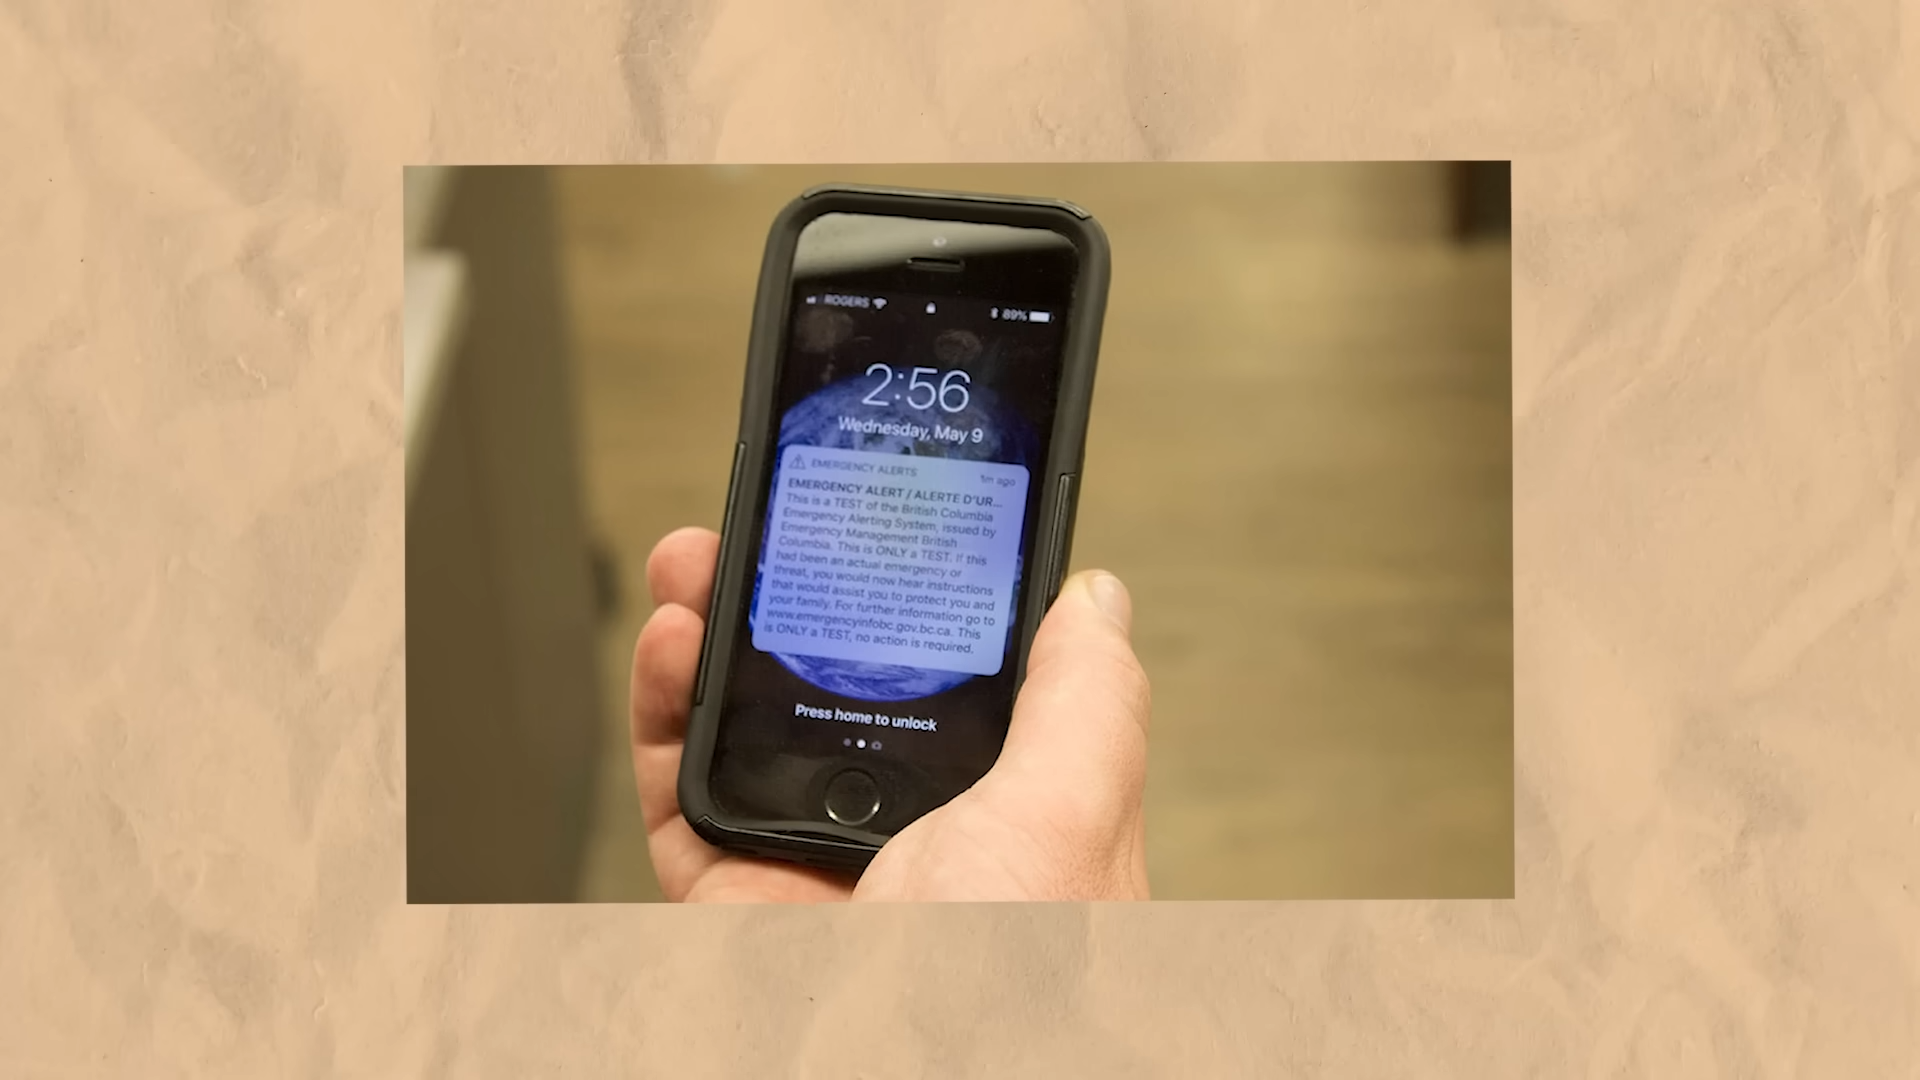 ROGERS 89%
2:56
Wednesday, May 9
EMERGENCY ALERTS 1m ago
EMERGENCY ALERT / ALERTE D'UR...
This is a TEST of the British Columbia
Emergency Alerting System, issued by
Emergency Management British
Columbia. This is ONLY a TEST. If this
had been an actual emergency or
threat, you would now hear instructions
that would assist you to protect you and
your family. For further information go to
www.emergencyinfobc.gov.bc.ca. This
is ONLY a TEST, no action is required.
Press home to unlock